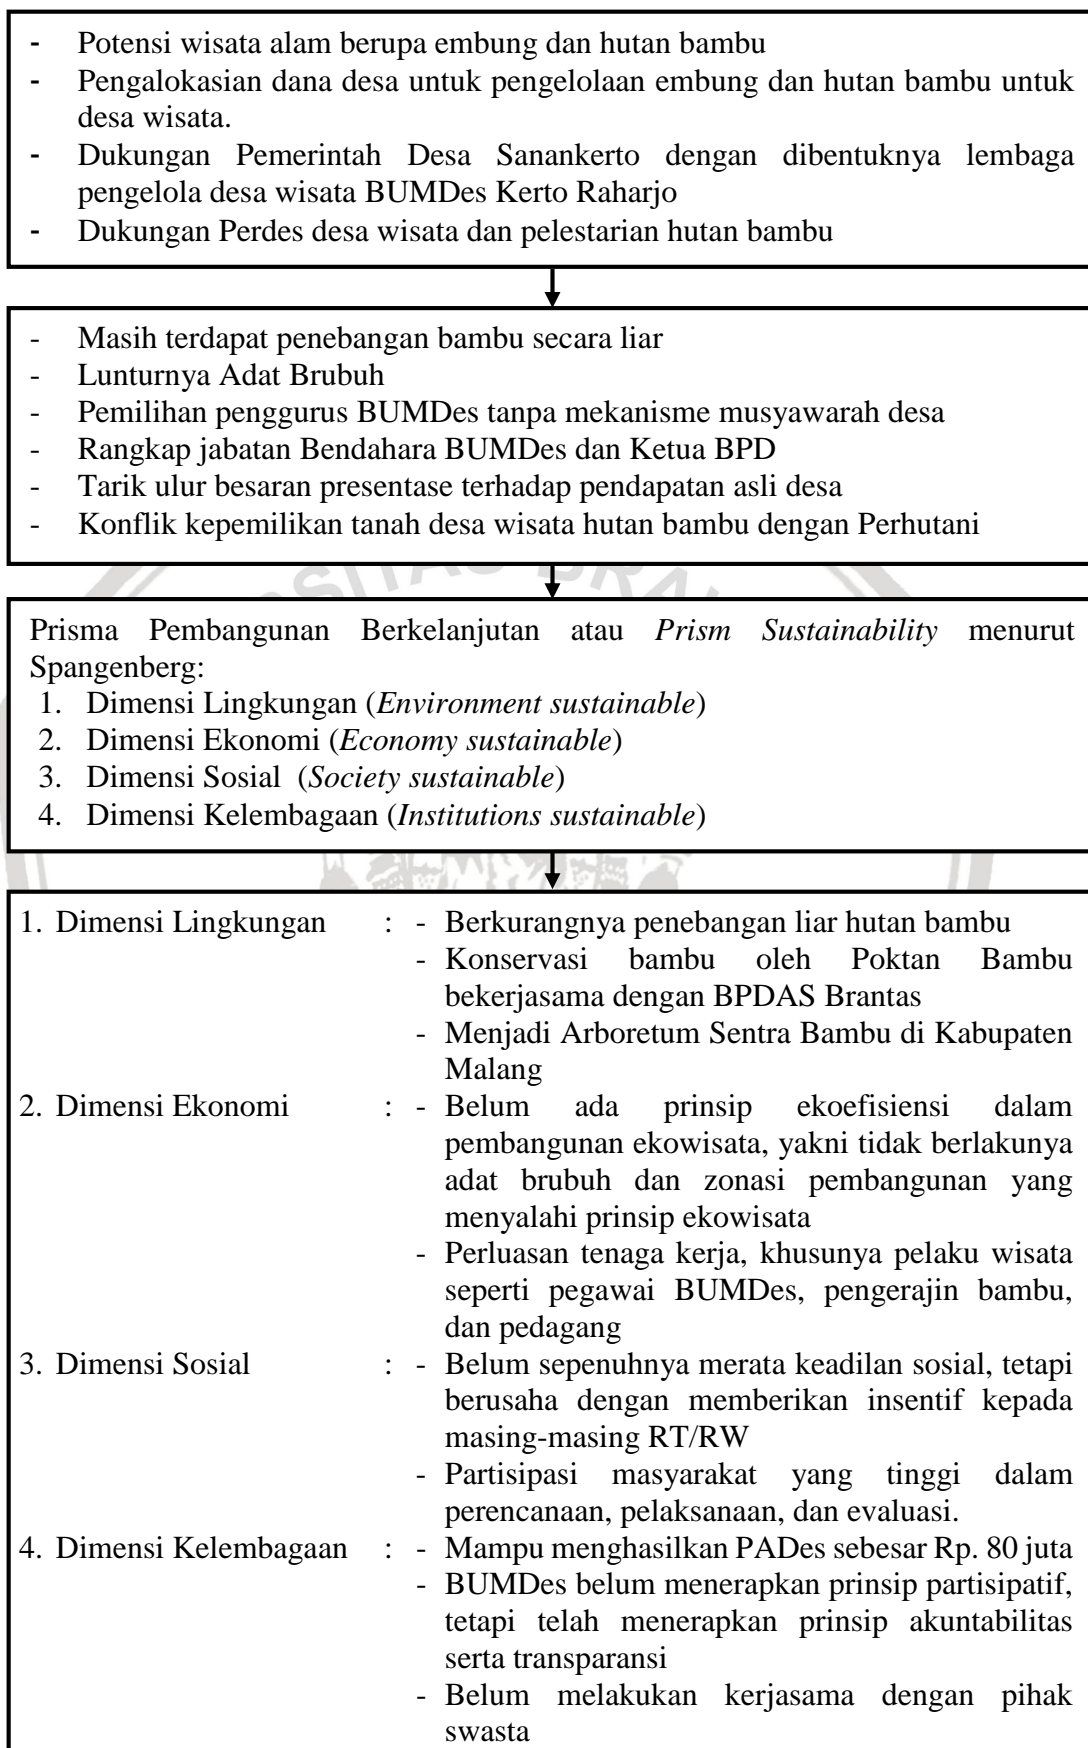 - Potensi wisata alam berupa embung dan hutan bambu
- Pengalokasian dana desa untuk pengelolaan embung dan hutan bambu untuk
desa wisata.
- Dukungan Pemerintah Desa Sanankerto dengan dibentuknya lembaga
pengelola desa wisata BUMDes Kerto Raharjo
- Dukungan Perdes desa wisata dan pelestarian hutan bambu
- Masih terdapat penebangan bambu secara liar
- Lunturnya Adat Brubuh
- Pemilihan penggurus BUMDes tanpa mekanisme musyawarah desa
- Rangkap jabatan Bendahara BUMDes dan Ketua BPD
- Tarik ulur besaran presentase terhadap pendapatan asli desa
- Konflik kepemilikan tanah desa wisata hutan bambu dengan Perhutani
Prisma Pembangunan Berkelanjutan atau Prism Sustainability menurut
Spangenberg:
1. Dimensi Lingkungan (Environment sustainable)
2. Dimensi Ekonomi (Economy sustainable)
3. Dimensi Sosial (Society sustainable)
4. Dimensi Kelembagaan (Institutions sustainable)
1. Dimensi Lingkungan : - Berkurangnya penebangan liar hutan bambu
- Konservasi bambu oleh Poktan Bambu
bekerjasama dengan BPDAS Brantas
- Menjadi Arboretum Sentra Bambu di Kabupaten
Malang
2. Dimensi Ekonomi : - Belum ada prinsip ekoefisiensi dalam
pembangunan ekowisata, yakni tidak berlakunya
adat brubuh dan zonasi pembangunan yang
menyalahi prinsip ekowisata
- Perluasan tenaga kerja, khusunya pelaku wisata
seperti pegawai BUMDes, pengerajin bambu,
dan pedagang
3. Dimensi Sosial : - Belum sepenuhnya merata keadilan sosial, tetapi
berusaha dengan memberikan insentif kepada
masing-masing RT/RW
- Partisipasi masyarakat yang tinggi dalam
perencanaan, pelaksanaan, dan evaluasi.
4. Dimensi Kelembagaan : - Mampu menghasilkan PADes sebesar Rp. 80 juta
- BUMDes belum menerapkan prinsip partisipatif,
tetapi telah menerapkan prinsip akuntabilitas
serta transparansi
- Belum melakukan kerjasama dengan pihak
swasta